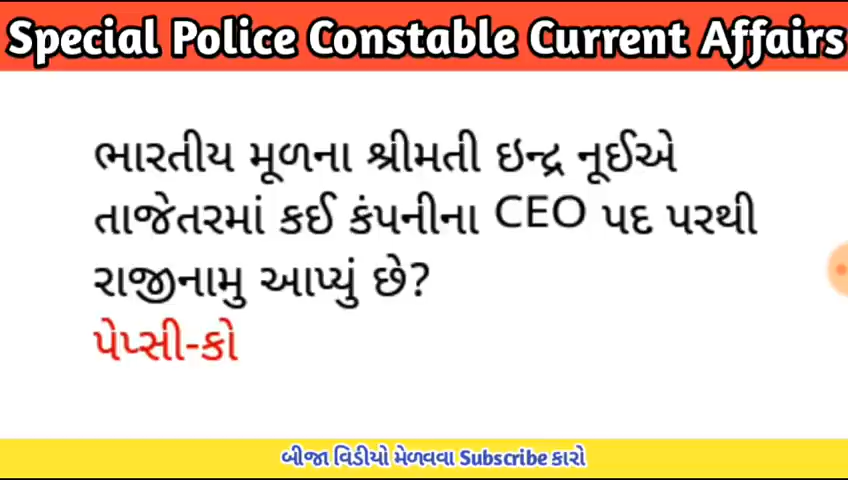 Special Police Constable Current Affairs
ભારતીય મૂળના શ્રીમતી ઇન્દ્ર નૂઈએ
તાજેતરમાં કઈ કંપનીના CEO પદ પરથી
રાજીનામુ આપ્યું છે?
પેપ્સી-કો
બીજા વિડીયો મેળવવા Subscribe કારો